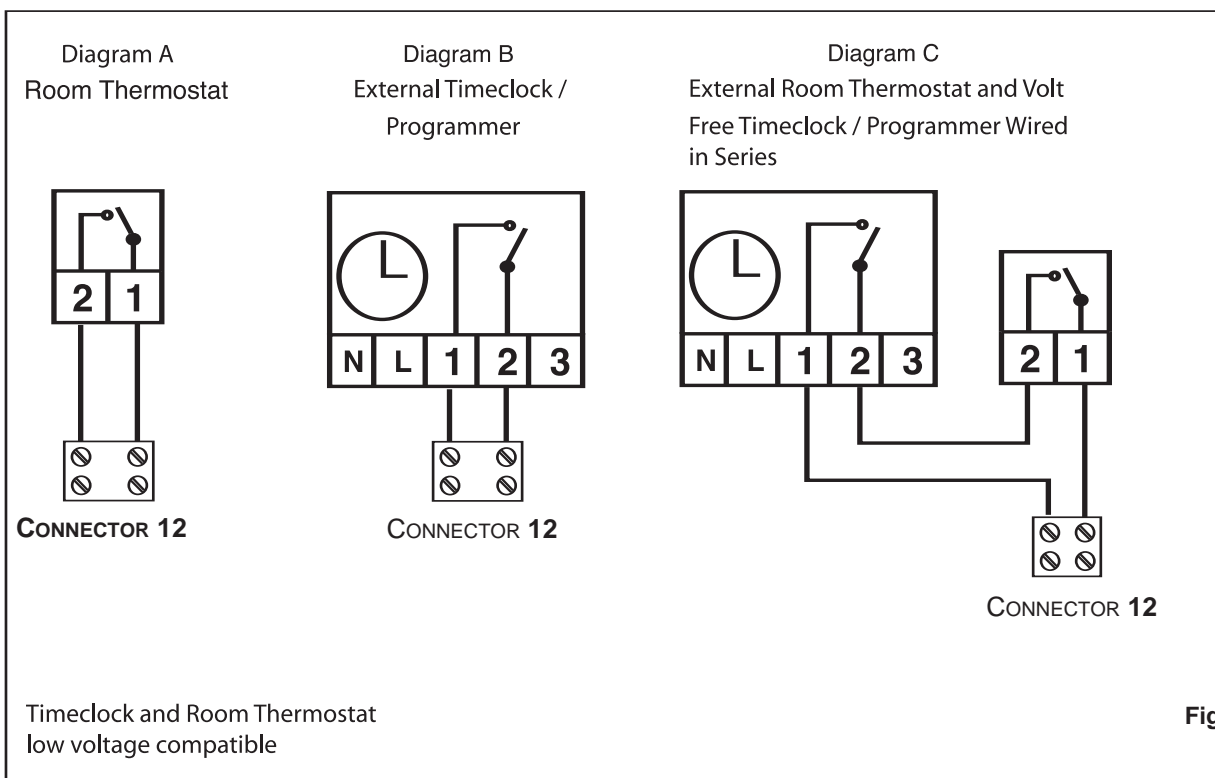 Diagram A
Room Thermostat
Diagram B
External Timeclock /
Programmer
Diagram C
External Room Thermostat and Volt
Free Timeclock / Programmer Wired
in Series
2 1
N L 1 2 3
N L 1 2 3
2 1
CONNECTOR 12
CONNECTOR 12
CONNECTOR 12
Timeclock and Room Thermostat
low voltage compatible
Fig